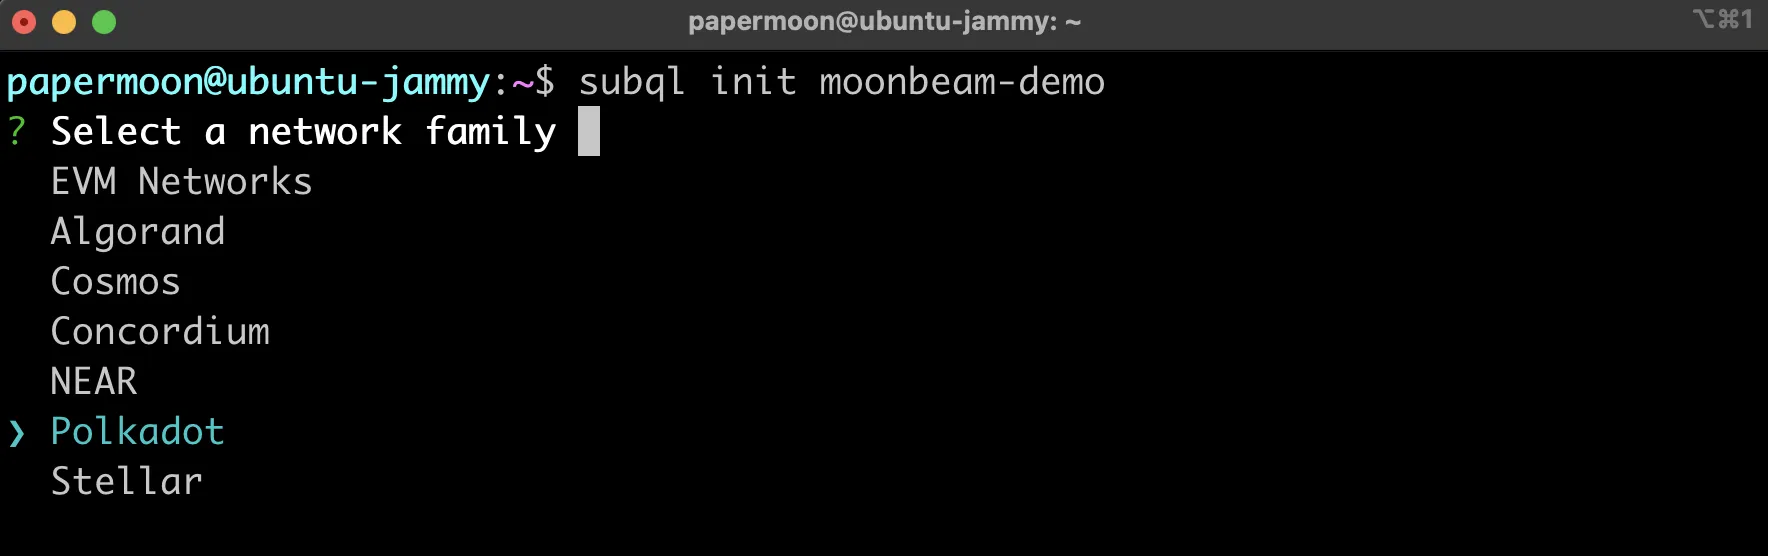 papermoon@ubuntu-jammy: ~
⌥⌘1
papermoon@ubuntu-jammy:~$ subql init moonbeam-demo
? Select a network family
EVM Networks
Algorand
Cosmos
Concordium
NEAR
❯ Polkadot
Stellar